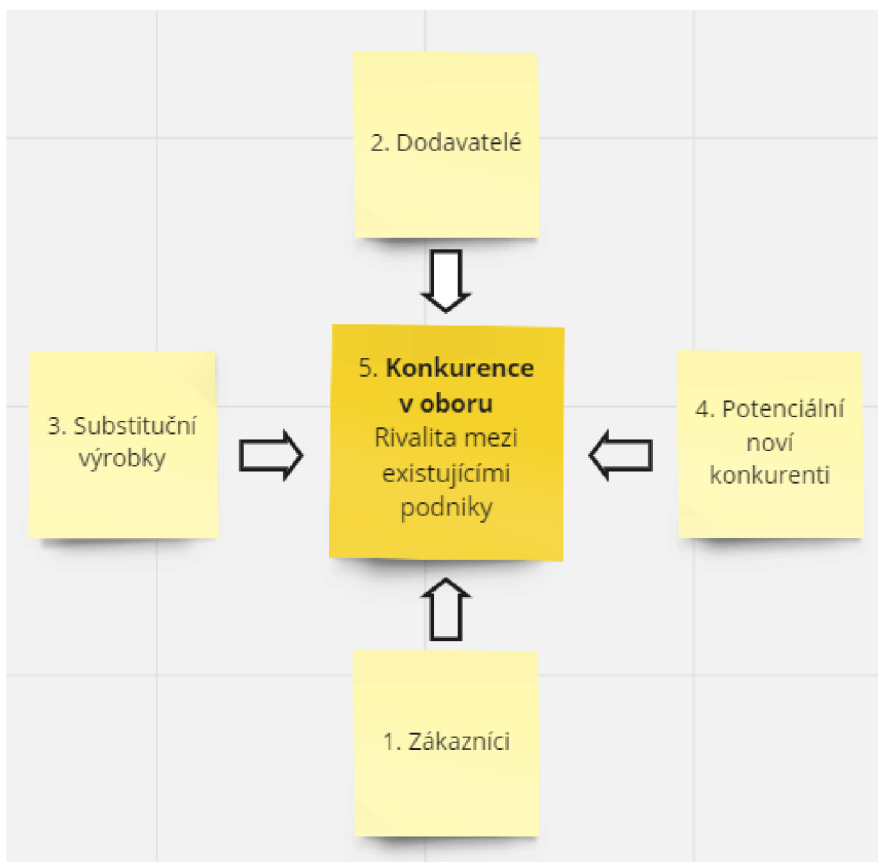 2. Dodavatelé
5. Konkurence
v oboru
Rivalita mezi
existujícími
podniky
3. Substituční
výrobky
4. Potenciální
noví
konkurenti
1. Zákazníci